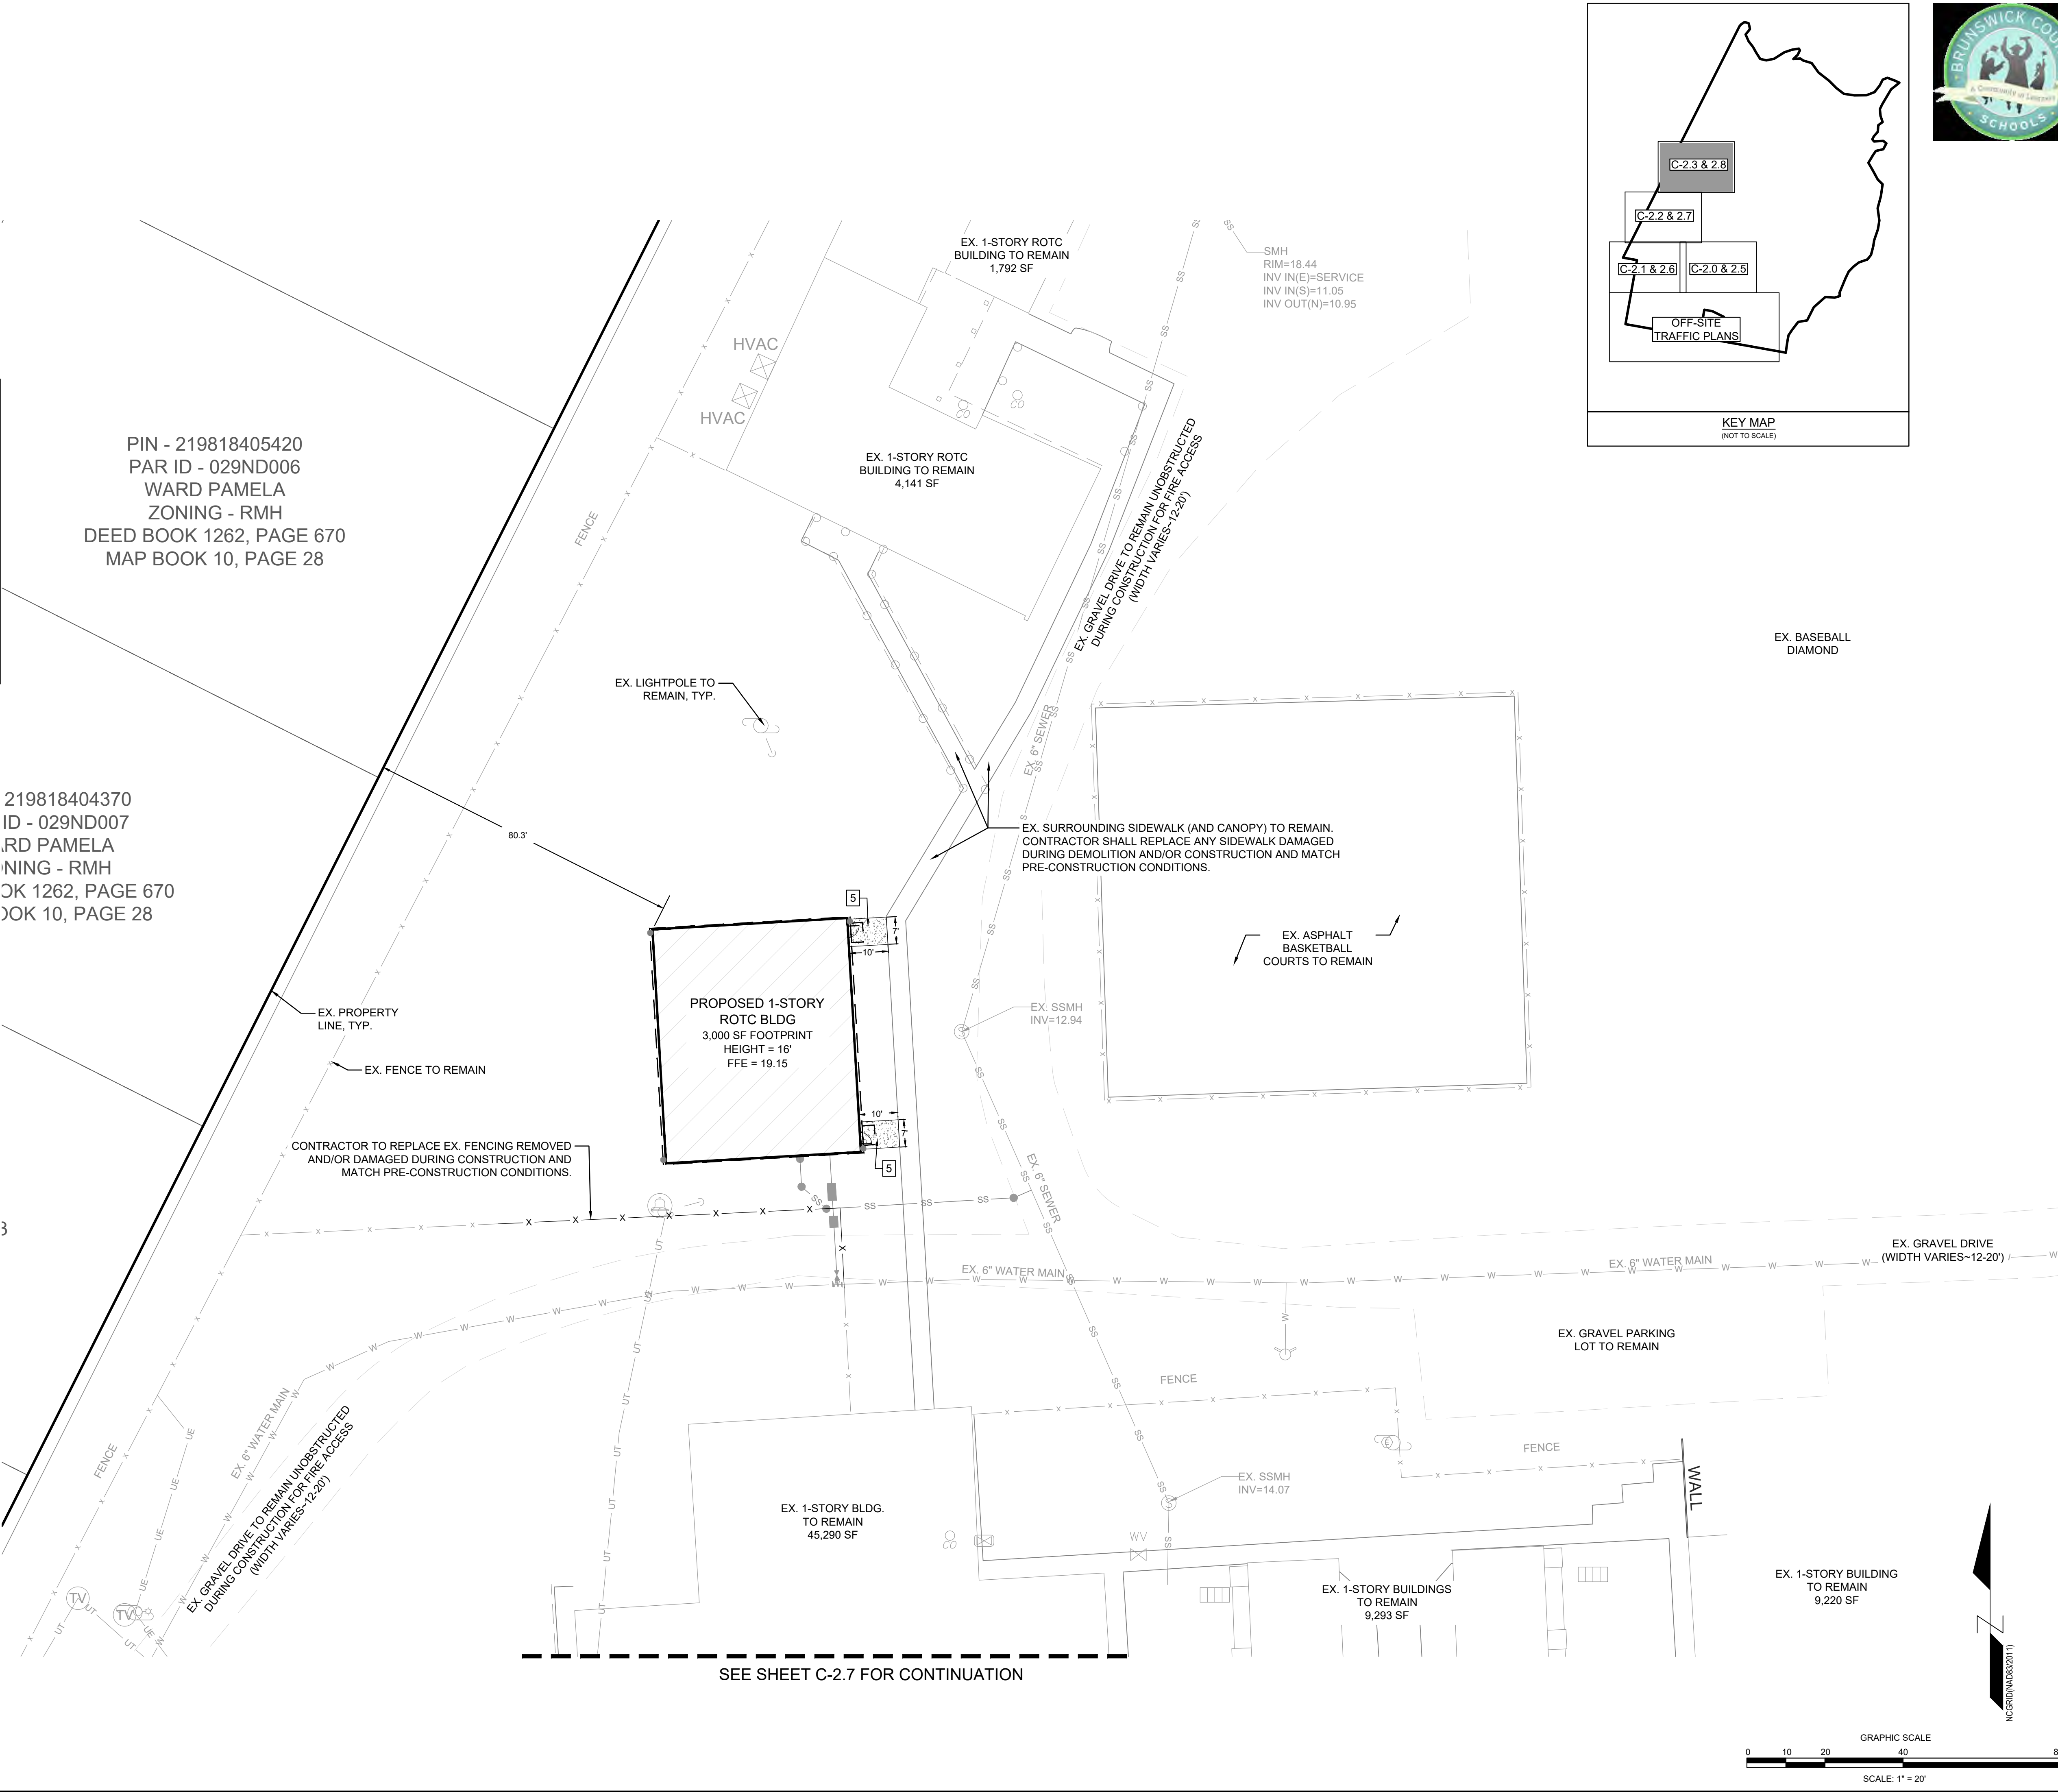 BRUNSWICK COU
A Community of Learners
SCHOOLS
C-2.3 & 2.8
C-2.2 & 2.7
C-2.1 & 2.6
C-2.0 & 2.5
OFF-SITE
TRAFFIC PLANS
KEY MAP
(NOT TO SCALE)
EX. 1-STORY ROTC
BUILDING TO REMAIN
1,792 SF
SMH
RIM=18.44
INV IN(E)=SERVICE
INV IN(S)=11.05
INV OUT(N)=10.95
HVAC
HVAC
CO
CO
PIN - 219818405420
PAR ID - 029ND006
WARD PAMELA
ZONING - RMH
DEED BOOK 1262, PAGE 670
MAP BOOK 10, PAGE 28
EX. 1-STORY ROTC
BUILDING TO REMAIN
4,141 SF
FENCE
EX. GRAVEL DRIVE TO REMAIN UNOBSTRUCTED
DURING CONSTRUCTION FOR FIRE ACCESS
(WIDTH VARIES~12-20')
EX. BASEBALL
DIAMOND
EX. LIGHTPOLE TO
REMAIN, TYP.
EX. 6" SEWER
219818404370
ID - 029ND007
ARD PAMELA
NING - RMH
OK 1262, PAGE 670
OOK 10, PAGE 28
80.3'
EX. SURROUNDING SIDEWALK (AND CANOPY) TO REMAIN.
CONTRACTOR SHALL REPLACE ANY SIDEWALK DAMAGED
DURING DEMOLITION AND/OR CONSTRUCTION AND MATCH
PRE-CONSTRUCTION CONDITIONS.
5
7'
10'
EX. ASPHALT
BASKETBALL
COURTS TO REMAIN
PROPOSED 1-STORY
ROTC BLDG
3,000 SF FOOTPRINT
HEIGHT = 16'
FFE = 19.15
EX. SSMH
INV=12.94
EX. PROPERTY
LINE, TYP.
EX. FENCE TO REMAIN
10'
7'
5
CONTRACTOR TO REPLACE EX. FENCING REMOVED
AND/OR DAMAGED DURING CONSTRUCTION AND
MATCH PRE-CONSTRUCTION CONDITIONS.
EX. 6" SEWER
3
EX. GRAVEL DRIVE
(WIDTH VARIES~12-20')
EX. 6" WATER MAIN
EX. 6" WATER MAIN
EX. GRAVEL PARKING
LOT TO REMAIN
FENCE
FENCE
FENCE
EX. 6" WATER MAIN
EX. GRAVEL DRIVE TO REMAIN UNOBSTRUCTED
DURING CONSTRUCTION FOR FIRE ACCESS
(WIDTH VARIES~12-20')
WALL
EX. SSMH
INV=14.07
EX. 1-STORY BLDG.
TO REMAIN
45,290 SF
WV
EX. 1-STORY BUILDINGS
TO REMAIN
9,293 SF
EX. 1-STORY BUILDING
TO REMAIN
9,220 SF
TV
TV
SEE SHEET C-2.7 FOR CONTINUATION
NCGRID(NAD83/2011)
GRAPHIC SCALE
0 10 20 40 8
SCALE: 1" = 20'